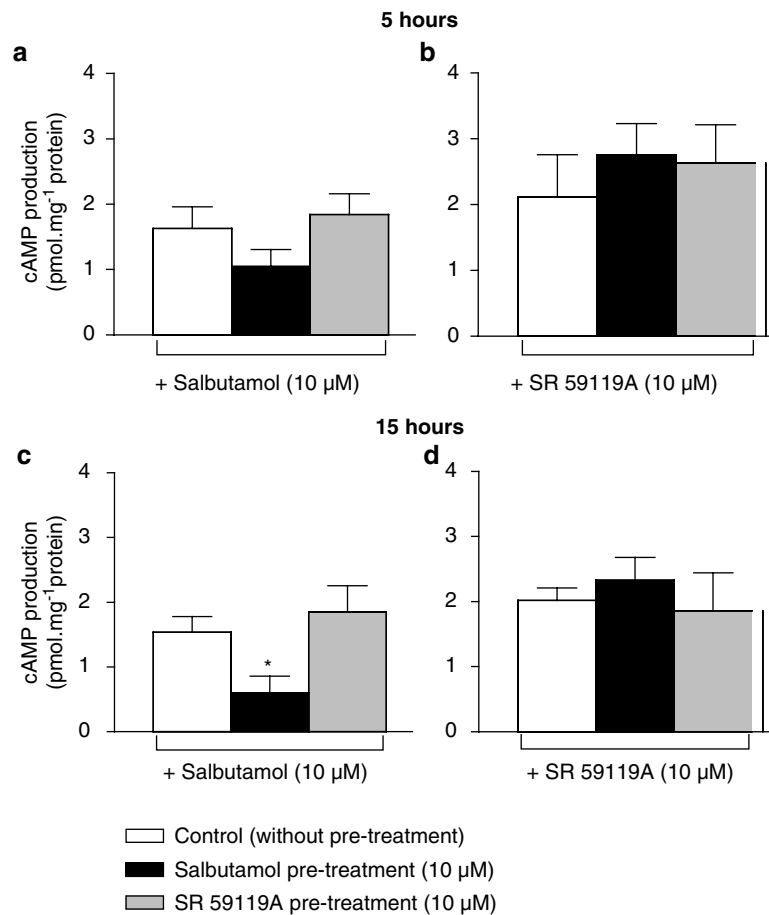 5 hours
a
b
cAMP production
(pmol.mg⁻¹ protein)
4
3
2
1
0
4
3
2
1
0
+ Salbutamol (10 µM)
+ SR 59119A (10 µM)
15 hours
c
d
cAMP production
(pmol.mg⁻¹protein)
4
3
2
1
0
*
4
3
2
1
0
+ Salbutamol (10 µM)
+ SR 59119A (10 µM)
Control (without pre-treatment)
Salbutamol pre-treatment (10 µM)
SR 59119A pre-treatment (10 µM)